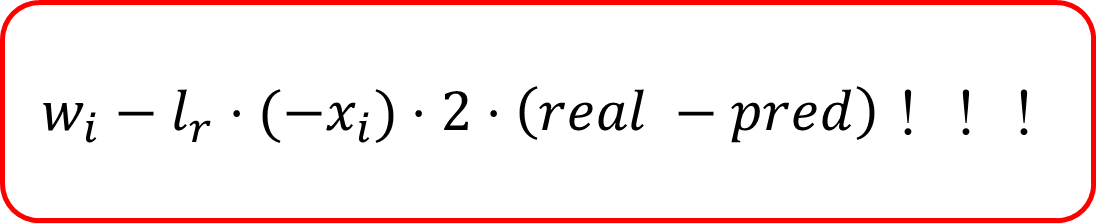 w_i − l_r · (−x_i) · 2 · (real − pred)！！！